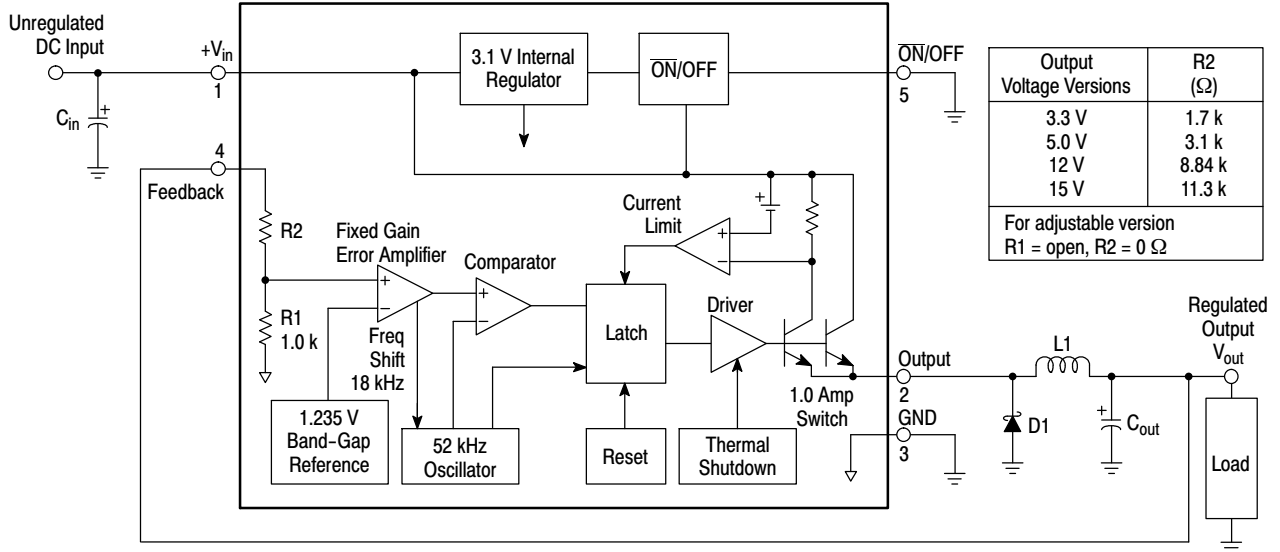 Unregulated
DC Input
+Vin
1
Cin
+
4
Feedback
3.1 V Internal
Regulator
ON/OFF
ON/OFF
5
Output
Voltage Versions
R2
(Ω)
3.3 V
1.7 k
5.0 V
3.1 k
12 V
8.84 k
15 V
11.3 k
For adjustable version
R1 = open, R2 = 0 Ω
R2
R1
1.0 k
Fixed Gain
Error Amplifier
+
−
Freq
Shift
18 kHz
Comparator
+
−
Current
Limit
+
−
+
Latch
Driver
1.0 Amp
Switch
1.235 V
Band-Gap
Reference
52 kHz
Oscillator
Reset
Thermal
Shutdown
Output
2
GND
3
L1
D1
+
Cout
Regulated
Output
Vout
Load